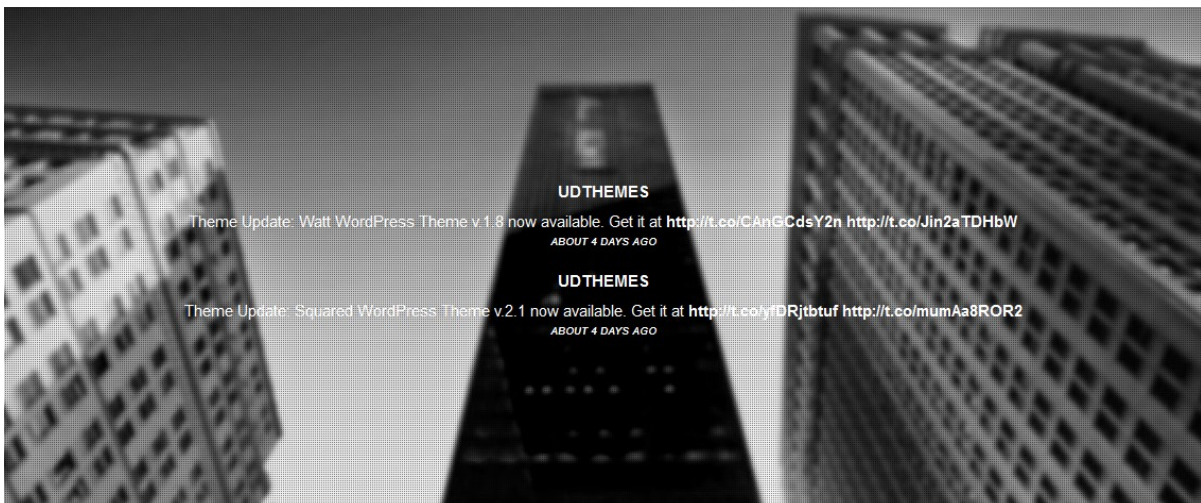 UDTHEMES
Theme Update: Watt WordPress Theme v.1.8 now available. Get it at http://t.co/CAnGCdsY2n http://t.co/Jin2aTDHbW
ABOUT 4 DAYS AGO
UDTHEMES
Theme Update: Squared WordPress Theme v.2.1 now available. Get it at http://t.co/yfDRjtbtuf http://t.co/mumAa8ROR2
ABOUT 4 DAYS AGO